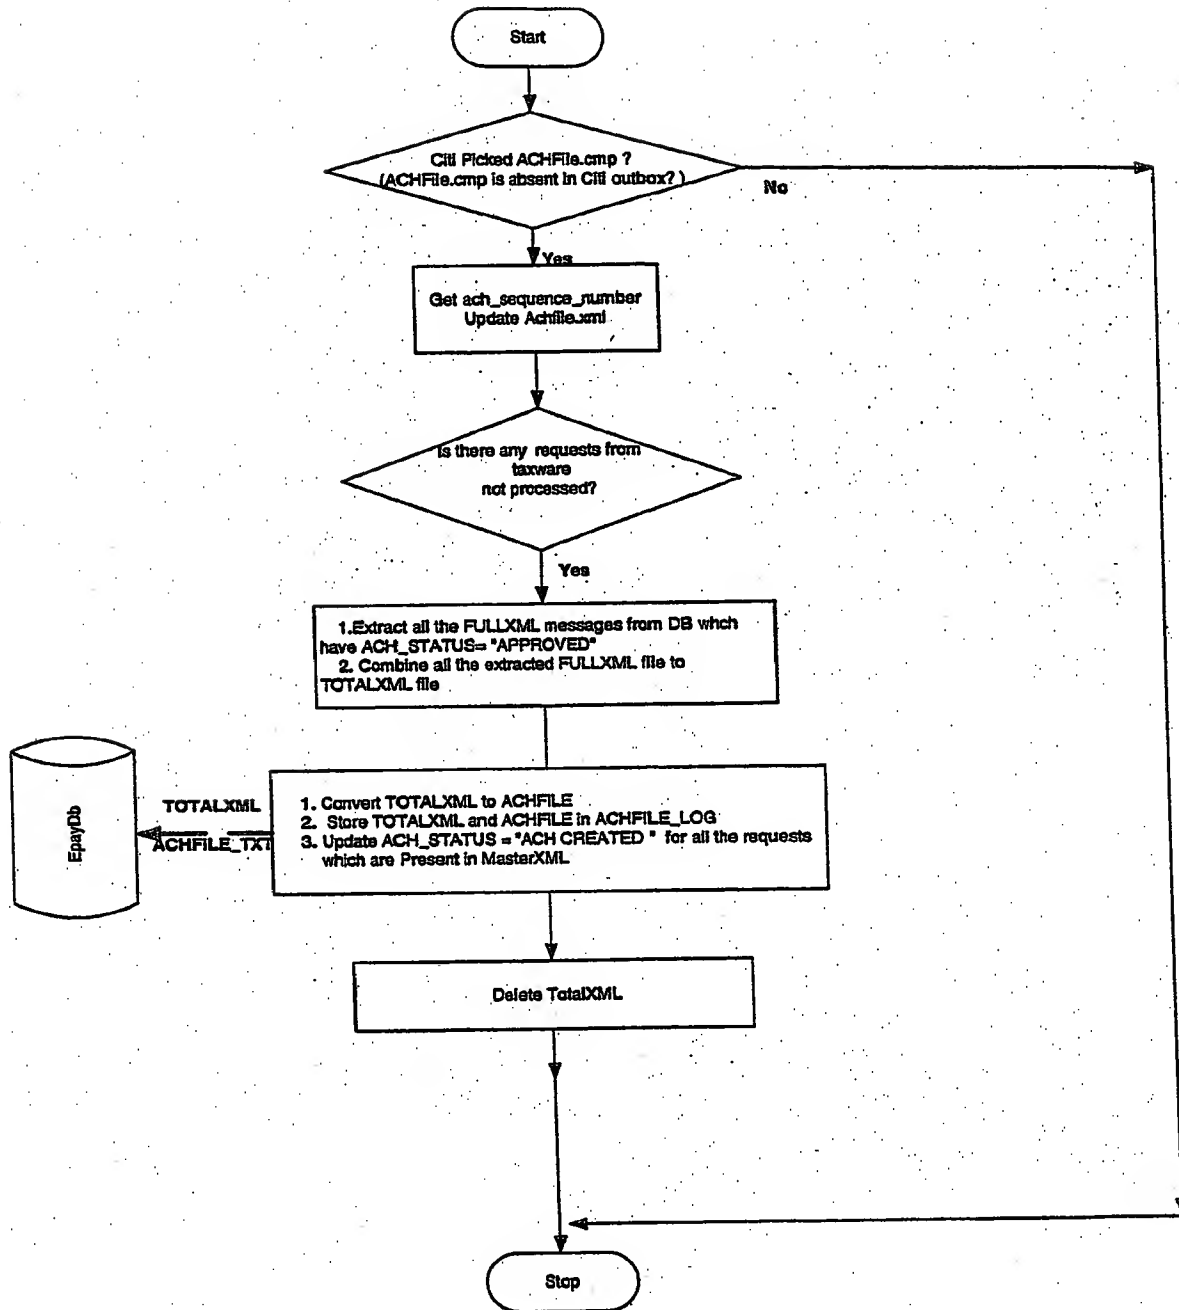 Start
Citi Picked ACHFile.cmp ?
(ACHFile.cmp is absent in Citi outbox? )
No
Yes
Get ach_sequence_number
Update Achfile.xml
Is there any requests from
taxware
not processed?
Yes
1.Extract all the FULLXML messages from DB whch
have ACH_STATUS= "APPROVED"
2. Combine all the extracted FULLXML file to
TOTALXML file
EpayDb
TOTALXML
ACHFILE_TXT
1. Convert TOTALXML to ACHFILE
2. Store TOTALXML and ACHFILE in ACHFILE_LOG
3. Update ACH_STATUS = "ACH CREATED " for all the requests
which are Present in MasterXML
Delete TotalXML
Stop